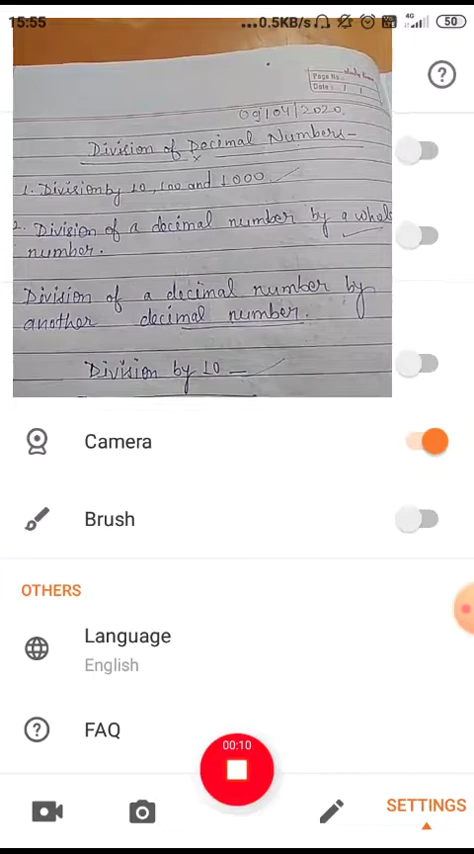 15:55
...0.5KB/s 4G 50
Page No.
Date: / /
09/04/2020.
Division of Decimal Numbers-
1. Division by 10, 100 and 1000
2. Division of a decimal number by a whole
number.
Division of a decimal number by
another decimal number.
Division by 10 -
Camera
Brush
OTHERS
Language
English
FAQ
00:10
SETTINGS